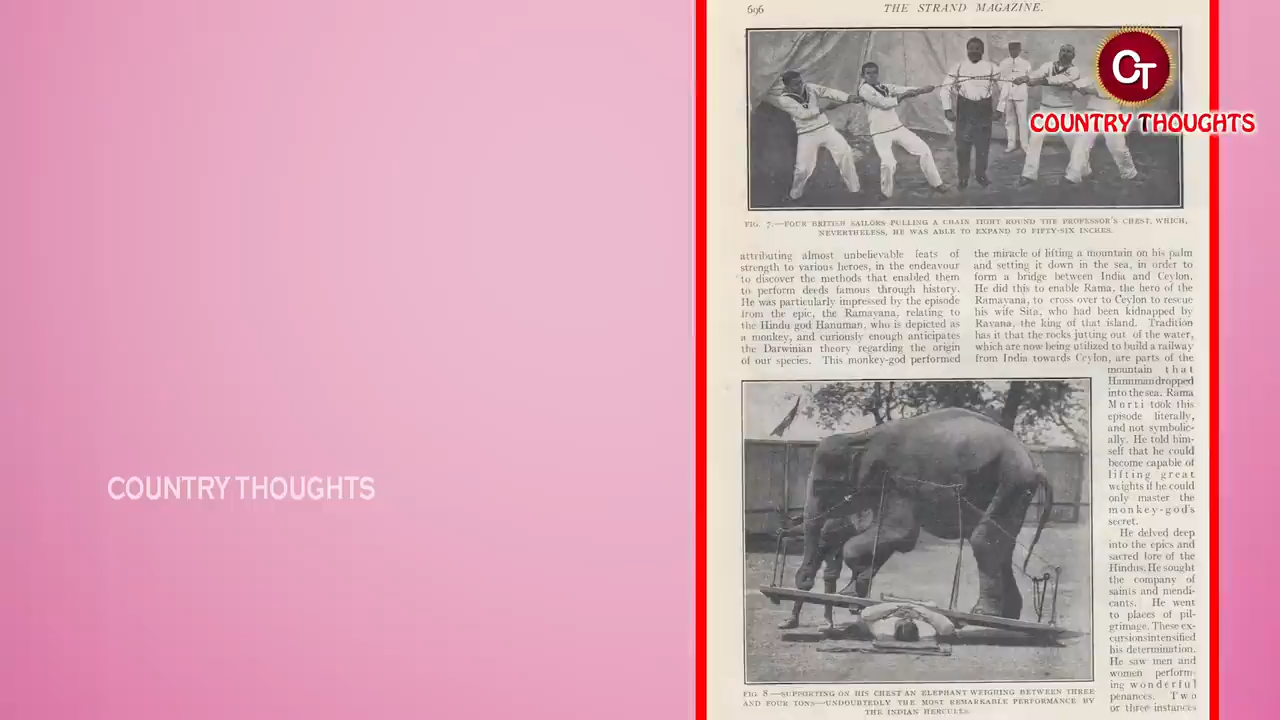 696
THE STRAND MAGAZINE.
CT
COUNTRY THOUGHTS
FIG. 7.—FOUR BRITISH SAILORS PULLING A CHAIN TIGHT ROUND THE PROFESSOR'S CHEST, WHICH,
NEVERTHELESS, HE WAS ABLE TO EXPAND TO FIFTY-SIX INCHES.
attributing almost unbelievable feats of
strength to various heroes, in the endeavour
to discover the methods that enabled them
to perform deeds famous through history.
He was particularly impressed by the episode
from the epic, the Ramayana, relating to
the Hindu god Hanuman, who is depicted as
a monkey, and curiously enough anticipates
the Darwinian theory regarding the origin
of our species. This monkey-god performed
the miracle of lifting a mountain on his palm
and setting it down in the sea, in order to
form a bridge between India and Ceylon.
He did this to enable Rama, the hero of the
Ramayana, to cross over to Ceylon to rescue
his wife Sita, who had been kidnapped by
Ravana, the king of that island. Tradition
has it that the rocks jutting out of the water,
which are now being utilized to build a railway
from India towards Ceylon, are parts of the
mountain that
Hanuman dropped
into the sea. Rama
Murti took this
episode literally,
and not symbolic-
ally. He told him-
self that he could
become capable of
lifting great
weights if he could
only master the
monkey-god's
secret.
He delved deep
into the epics and
sacred lore of the
Hindus. He sought
the company of
saints and mendi-
cants. He went
to places of pil-
grimage. These ex-
cursions intensified
his determination.
He saw men and
women perform-
ing wonderful
penances. Two
or three instances
FIG 8.—SUPPORTING ON HIS CHEST AN ELEPHANT WEIGHING BETWEEN THREE
AND FOUR TONS—UNDOUBTEDLY THE MOST REMARKABLE PERFORMANCE BY
THE INDIAN HERCULES.
COUNTRY THOUGHTS